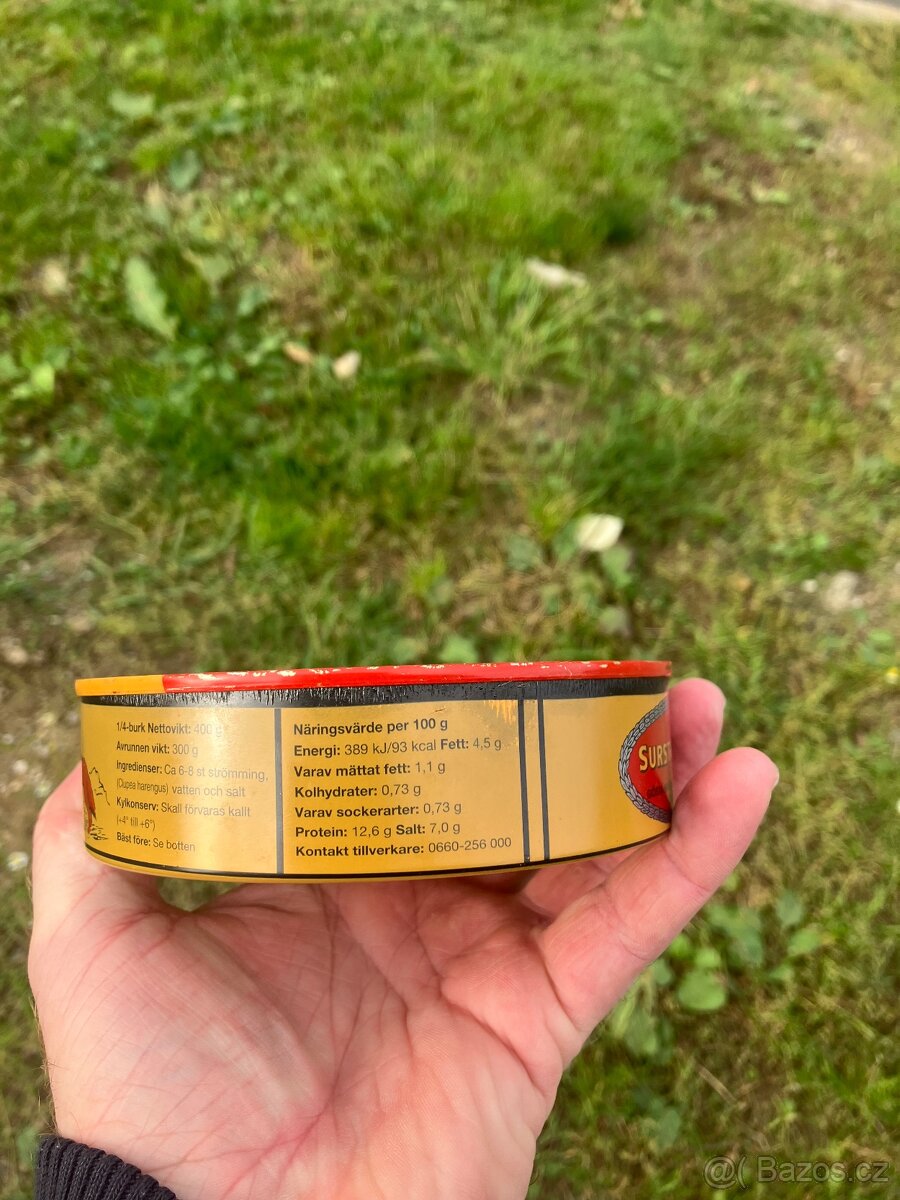 1/4-burk Nettovikt: 400 g
Avrunnen vikt: 300 g
Ingredienser: Ca 6-8 st strömming,
(Clupea harengus) vatten och salt
Kylkonserv: Skall förvaras kallt
(+4° till +6°)
Bäst före: Se botten
Näringsvärde per 100 g
Energi: 389 kJ/93 kcal Fett: 4,5 g
Varav mättat fett: 1,1 g
Kolhydrater: 0,73 g
Varav sockerarter: 0,73 g
Protein: 12,6 g Salt: 7,0 g
Kontakt tillverkare: 0660-256 000
SURST
Bazos.cz